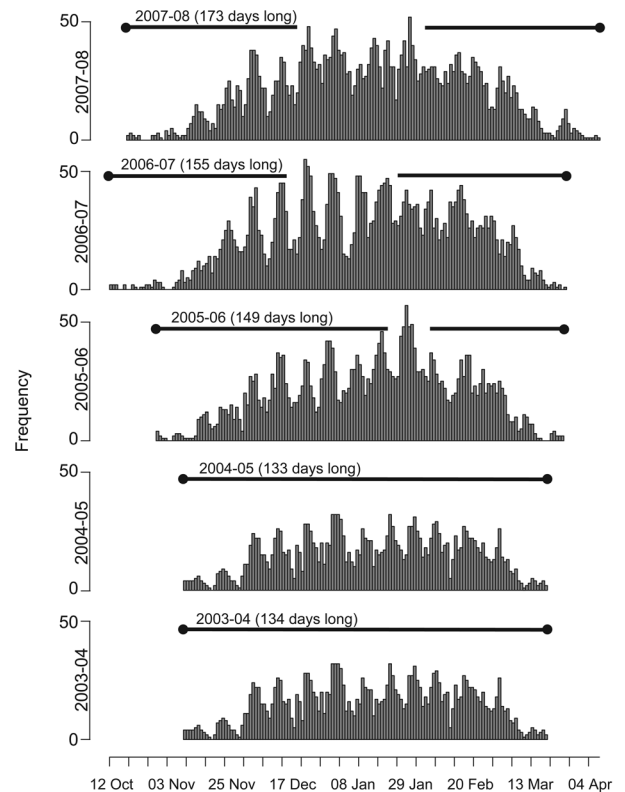 50
2007-08 (173 days long)
2007-08
0
50
2006-07 (155 days long)
2006-07
0
50
2005-06 (149 days long)
2005-06
0
Frequency
50
2004-05 (133 days long)
2004-05
0
50
2003-04 (134 days long)
2003-04
0
12 Oct 03 Nov 25 Nov 17 Dec 08 Jan 29 Jan 20 Feb 13 Mar 04 Apr